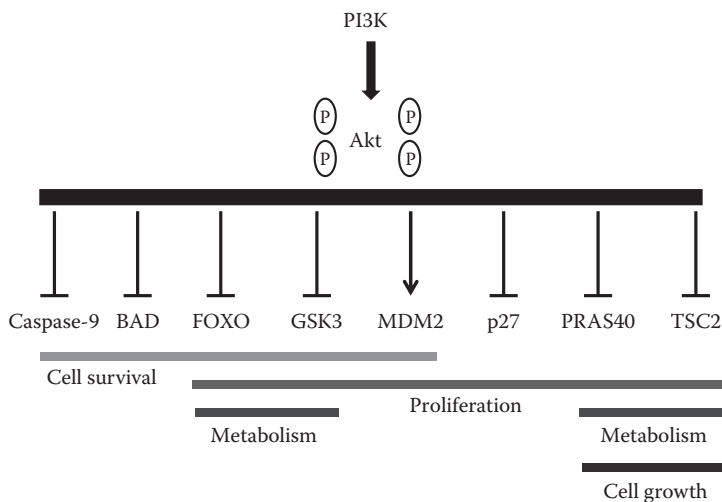 PI3K
P P
Akt
P P
Caspase-9 BAD FOXO GSK3 MDM2 p27 PRAS40 TSC2
Cell survival
Proliferation
Metabolism Metabolism
Cell growth